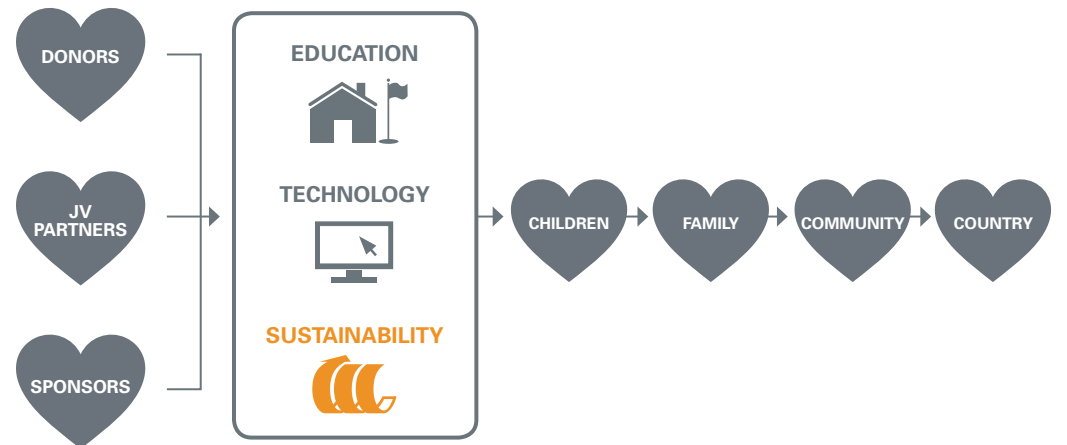 DONORS
JV
PARTNERS
SPONSORS
EDUCATION
TECHNOLOGY
SUSTAINABILITY
CHILDREN
FAMILY
COMMUNITY
COUNTRY